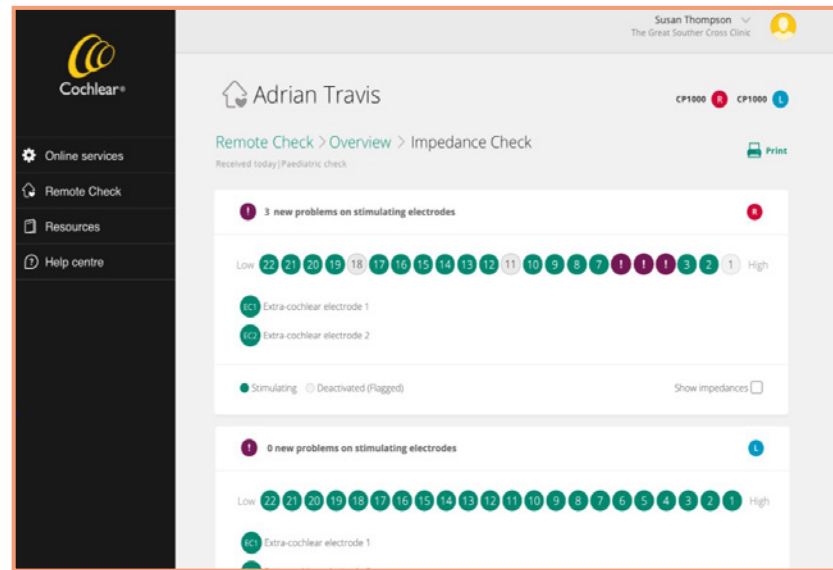 Susan Thompson
The Great Souther Cross Clinic
Cochlear®
Adrian Travis
CP1000 R CP1000 L
Online services
Remote Check
Resources
Help centre
Remote Check > Overview > Impedance Check
Print
Received today|Paediatric check
! 3 new problems on stimulating electrodes R
Low 22 21 20 19 18 17 16 15 14 13 12 11 10 9 8 7 ! ! ! 3 2 1 High
EC1 Extra-cochlear electrode 1
EC2 Extra-cochlear electrode 2
Stimulating Deactivated (Flagged) Show impedances
! 0 new problems on stimulating electrodes L
Low 22 21 20 19 18 17 16 15 14 13 12 11 10 9 8 7 6 5 4 3 2 1 High
EC1 Extra-cochlear electrode 1